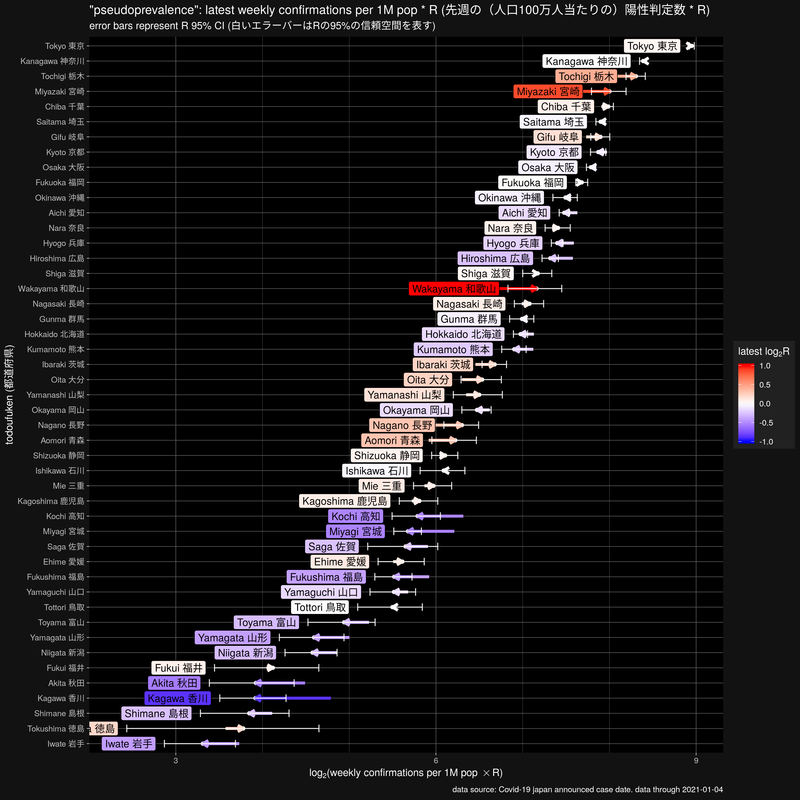 "pseudoprevalence": latest weekly confirmations per 1M pop * R (先週の（人口100万人当たりの）陽性判定数 * R)
error bars represent R 95% CI (白いエラーバーはRの95%の信頼空間を表す)
todoufuken (都道府県)
Tokyo 東京 Tokyo 東京
Kanagawa 神奈川 Kanagawa 神奈川
Tochigi 栃木 Tochigi 栃木
Miyazaki 宮崎 Miyazaki 宮崎
Chiba 千葉 Chiba 千葉
Saitama 埼玉 Saitama 埼玉
Gifu 岐阜 Gifu 岐阜
Kyoto 京都 Kyoto 京都
Osaka 大阪 Osaka 大阪
Fukuoka 福岡 Fukuoka 福岡
Okinawa 沖縄 Okinawa 沖縄
Aichi 愛知 Aichi 愛知
Nara 奈良 Nara 奈良
Hyogo 兵庫 Hyogo 兵庫
Hiroshima 広島 Hiroshima 広島
Shiga 滋賀 Shiga 滋賀
Wakayama 和歌山 Wakayama 和歌山
Nagasaki 長崎 Nagasaki 長崎
Gunma 群馬 Gunma 群馬
Hokkaido 北海道 Hokkaido 北海道
Kumamoto 熊本 Kumamoto 熊本
Ibaraki 茨城 Ibaraki 茨城
Oita 大分 Oita 大分
Yamanashi 山梨 Yamanashi 山梨
Okayama 岡山 Okayama 岡山
Nagano 長野 Nagano 長野
Aomori 青森 Aomori 青森
Shizuoka 静岡 Shizuoka 静岡
Ishikawa 石川 Ishikawa 石川
Mie 三重 Mie 三重
Kagoshima 鹿児島 Kagoshima 鹿児島
Kochi 高知 Kochi 高知
Miyagi 宮城 Miyagi 宮城
Saga 佐賀 Saga 佐賀
Ehime 愛媛 Ehime 愛媛
Fukushima 福島 Fukushima 福島
Yamaguchi 山口 Yamaguchi 山口
Tottori 鳥取 Tottori 鳥取
Toyama 富山 Toyama 富山
Yamagata 山形 Yamagata 山形
Niigata 新潟 Niigata 新潟
Fukui 福井 Fukui 福井
Akita 秋田 Akita 秋田
Kagawa 香川 Kagawa 香川
Shimane 島根 Shimane 島根
Tokushima 徳島 徳島
Iwate 岩手 Iwate 岩手
3 6 9
log₂(weekly confirmations per 1M pop × R)
latest log₂R
1.0
0.5
0.0
-0.5
-1.0
data source: Covid-19 japan announced case date. data through 2021-01-04